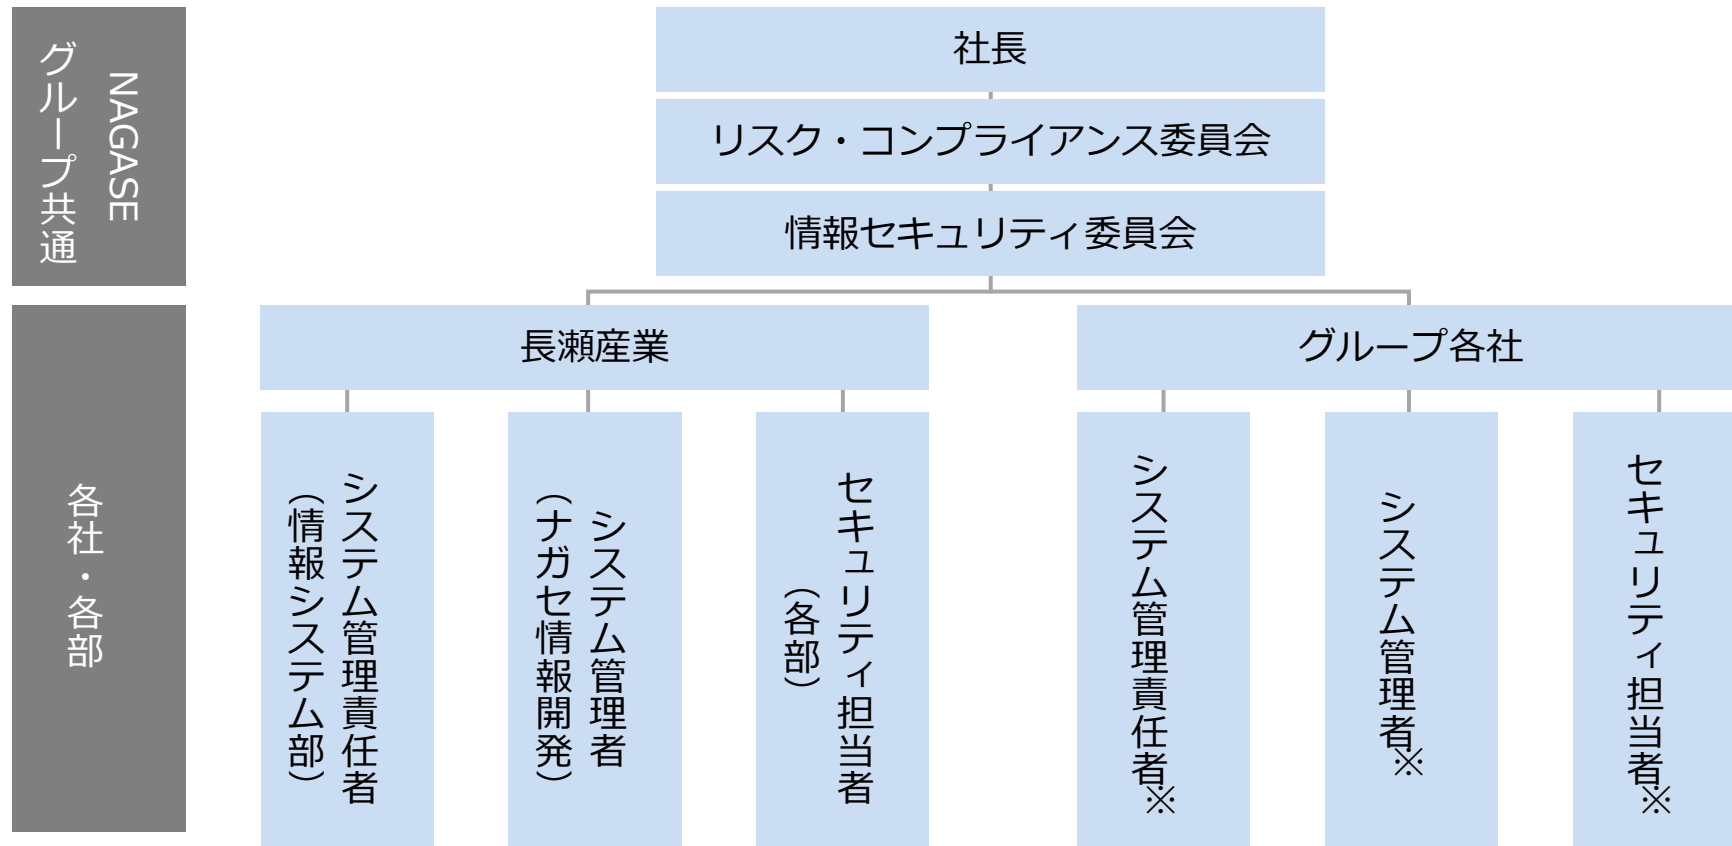 NAGASE
グループ共通
社長
リスク・コンプライアンス委員会
情報セキュリティ委員会
各社・各部
長瀬産業
グループ各社
システム管理責任者
（情報システム部）
システム管理者
（ナガセ情報開発）
セキュリティ担当者
（各部）
システム管理責任者※
システム管理者※
セキュリティ担当者※